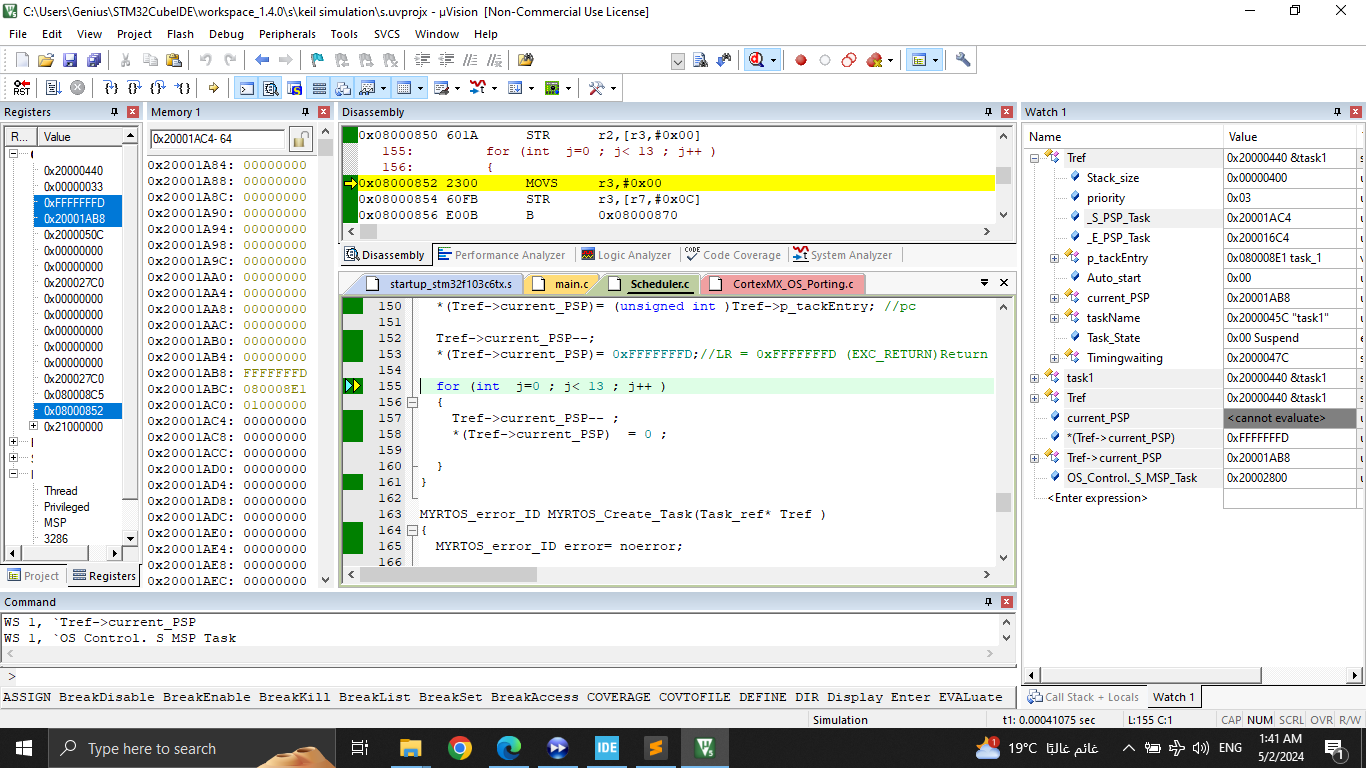 C:\Users\Genius\STM32CubeIDE\workspace_1.4.0\s\keil simulation\s.uvprojx - µVision  [Non-Commercial Use License]
File Edit View Project Flash Debug Peripherals Tools SVCS Window Help
RST
Registers
R... Value
0x20000440
0x00000033
0xFFFFFFFD
0x20001AB8
0x2000050C
0x00000000
0x00000000
0x200027C0
0x00000000
0x00000000
0x00000000
0x00000000
0x00000000
0x200027C0
0x080008C5
0x08000852
0x21000000
Thread
Privileged
MSP
3286
Project Registers
Memory 1
0x20001AC4- 64
0x20001A84: 00000000
0x20001A88: 00000000
0x20001A8C: 00000000
0x20001A90: 00000000
0x20001A94: 00000000
0x20001A98: 00000000
0x20001A9C: 00000000
0x20001AA0: 00000000
0x20001AA4: 00000000
0x20001AA8: 00000000
0x20001AAC: 00000000
0x20001AB0: 00000000
0x20001AB4: 00000000
0x20001AB8: FFFFFFFD
0x20001ABC: 080008E1
0x20001AC0: 01000000
0x20001AC4: 00000000
0x20001AC8: 00000000
0x20001ACC: 00000000
0x20001AD0: 00000000
0x20001AD4: 00000000
0x20001AD8: 00000000
0x20001ADC: 00000000
0x20001AE0: 00000000
0x20001AE4: 00000000
0x20001AE8: 00000000
0x20001AEC: 00000000
Disassembly
0x08000850 601A STR r2,[r3,#0x00]
155: for (int  j=0 ; j< 13 ; j++ )
156: {
0x08000852 2300 MOVS r3,#0x00
0x08000854 60FB STR r3,[r7,#0x0C]
0x08000856 E00B B 0x08000870
Disassembly Performance Analyzer Logic Analyzer CODE Code Coverage System Analyzer
startup_stm32f103c6tx.s main.c Scheduler.c CortexMX_OS_Porting.c
150 *(Tref->current_PSP)= (unsigned int )Tref->p_tackEntry; //pc
151
152 Tref->current_PSP--;
153 *(Tref->current_PSP)= 0xFFFFFFFD;//LR = 0xFFFFFFFD (EXC_RETURN)Return
154
155 for (int  j=0 ; j< 13 ; j++ )
156 {
157 Tref->current_PSP-- ;
158 *(Tref->current_PSP)  = 0 ;
159
160 }
161 }
162
163 MYRTOS_error_ID MYRTOS_Create_Task(Task_ref* Tref )
164 {
165 MYRTOS_error_ID error= noerror;
166
Watch 1
Name Value
Tref 0x20000440 &task1
Stack_size 0x00000400
priority 0x03
_S_PSP_Task 0x20001AC4
_E_PSP_Task 0x200016C4
p_tackEntry 0x080008E1 task_1
Auto_start 0x00
current_PSP 0x20001AB8
taskName 0x2000045C "task1"
Task_State 0x00 Suspend
Timingwaiting 0x2000047C
task1 0x20000440 &task1
Tref 0x20000440 &task1
current_PSP <cannot evaluate>
*(Tref->current_PSP) 0xFFFFFFFD
Tref->current_PSP 0x20001AB8
OS_Control._S_MSP_Task 0x20002800
<Enter expression>
Call Stack + Locals Watch 1
Command
WS 1, `Tref->current_PSP
WS 1, `OS Control. S MSP Task
>
ASSIGN BreakDisable BreakEnable BreakKill BreakList BreakSet BreakAccess COVERAGE COVTOFILE DEFINE DIR Display Enter EVALuate
Simulation t1: 0.00041075 sec L:155 C:1 CAP NUM SCRL OVR R/W
Type here to search
IDE
1
19°C غائم غالبًا
ENG
1:41 AM
5/2/2024
1